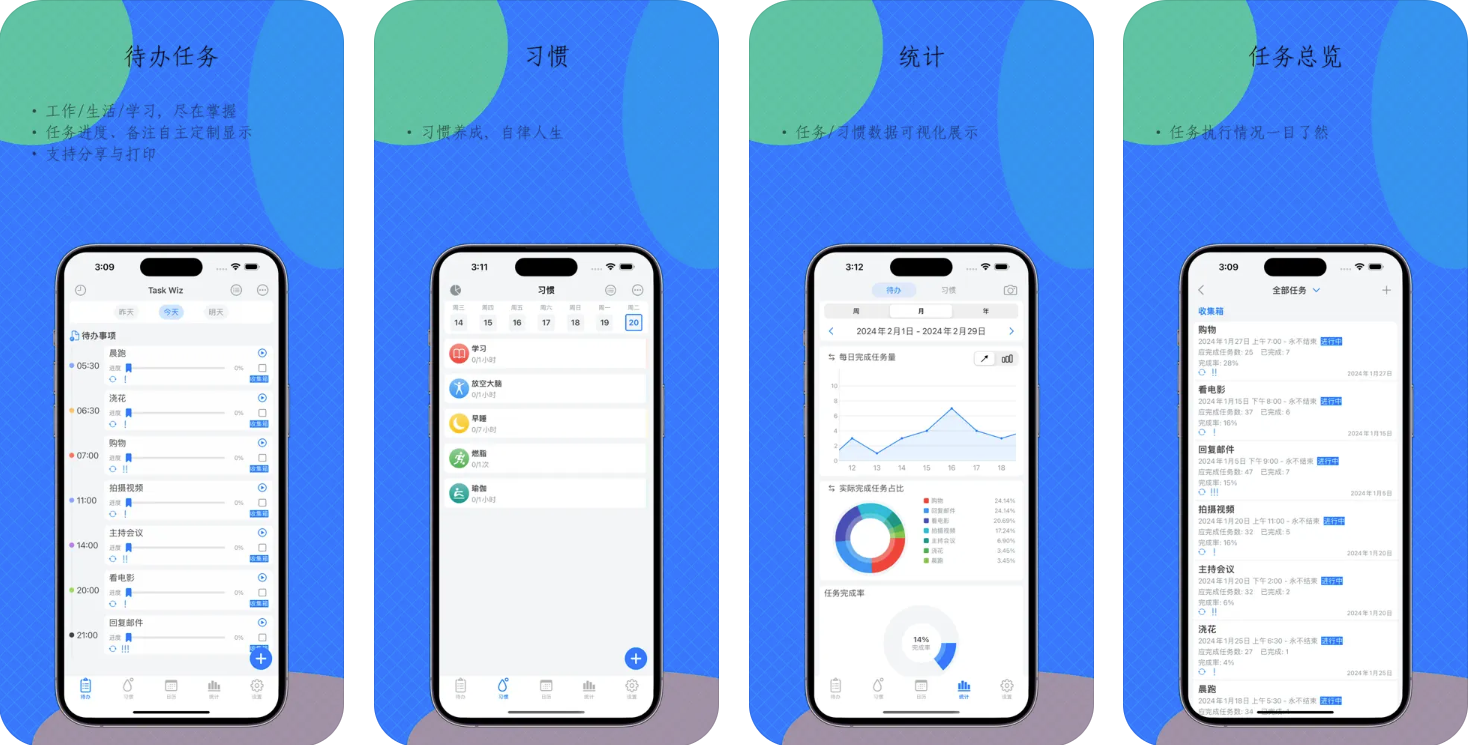 待办任务
• 工作/生活/学习，尽在掌握
• 任务进度、备注自主定制显示
• 支持分享与打印
3:09
Task Wiz
昨天 今天 明天
待办事项
晨跑
05:30
进度 0%
! 收集箱
浇花
06:30
进度 0%
! 收集箱
购物
07:00
进度 0%
!! 收集箱
拍摄视频
11:00
进度 0%
! 收集箱
主持会议
14:00
进度 0%
!! 收集箱
看电影
20:00
进度 0%
! 收集箱
回复邮件
21:00
进度 0%
!!!
待办 习惯 日历 统计 设置
习惯
• 习惯养成、自律人生
3:11
习惯
周三 周四 周五 周六 周日 周一 周二
14 15 16 17 18 19 20
学习
0/1小时
放空大脑
0/1小时
早睡
0/7小时
燃脂
0/1次
瑜伽
0/1小时
待办 习惯 日历 统计 设置
统计
• 任务/习惯数据可视化展示
3:12
待办 习惯
周 月 年
2024年2月1日 - 2024年2月29日
每日完成任务量
10
8
6
4
2
0
12 13 14 15 16 17 18
实际完成任务占比
购物 24.14%
回复邮件 24.14%
看电影 20.69%
拍摄视频 17.24%
主持会议 6.90%
浇花 3.45%
晨跑 3.45%
任务完成率
14%
完成率
待办 习惯 日历 统计 设置
任务总览
• 任务执行情况一目了然
3:09
全部任务
收集箱
购物
2024年1月27日 上午7:00 - 永不结束 进行中
应完成任务数: 25 已完成: 7
完成率: 28%
!! 2024年1月27日
看电影
2024年1月15日 下午8:00 - 永不结束 进行中
应完成任务数: 37 已完成: 6
完成率: 16%
! 2024年1月15日
回复邮件
2024年1月5日 下午9:00 - 永不结束 进行中
应完成任务数: 47 已完成: 7
完成率: 15%
!!! 2024年1月5日
拍摄视频
2024年1月20日 上午11:00 - 永不结束 进行中
应完成任务数: 32 已完成: 5
完成率: 16%
! 2024年1月20日
主持会议
2024年1月20日 下午2:00 - 永不结束 进行中
应完成任务数: 32 已完成: 2
完成率: 6%
!! 2024年1月20日
浇花
2024年1月25日 上午6:30 - 永不结束 进行中
应完成任务数: 27 已完成: 1
完成率: 4%
! 2024年1月25日
晨跑
2024年1月18日 上午5:30 - 永不结束 进行中
应完成任务数: 34 已完成: 1